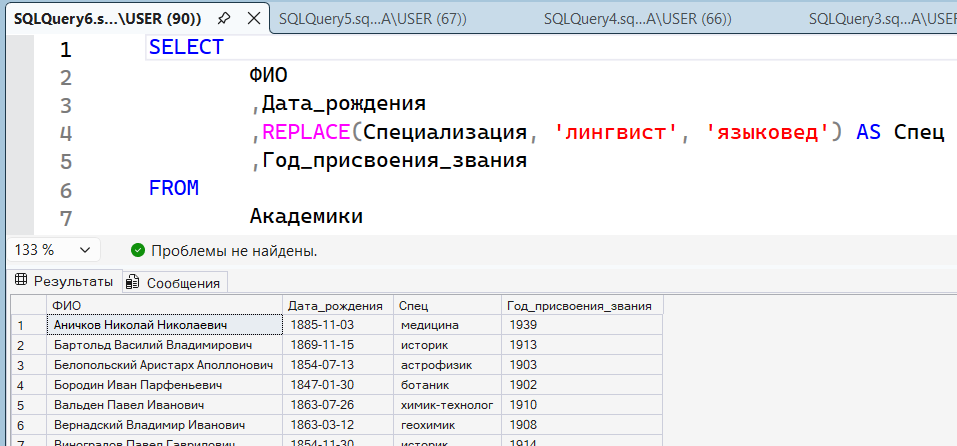 SQLQuery6.s...\USER (90)) SQLQuery5.sq...A\USER (67)) SQLQuery4.sq...A\USER (66)) SQLQuery3.sq...A\USER
1 SELECT
2 ФИО
3 ,Дата_рождения
4 ,REPLACE(Специализация, 'лингвист', 'языковед') AS Спец
5 ,Год_присвоения_звания
6 FROM
7 Академики
133 % Проблемы не найдены.
Результаты Сообщения
ФИО Дата_рождения Спец Год_присвоения_звания
1 Аничков Николай Николаевич 1885-11-03 медицина 1939
2 Бартольд Василий Владимирович 1869-11-15 историк 1913
3 Белопольский Аристарх Аполлонович 1854-07-13 астрофизик 1903
4 Бородин Иван Парфеньевич 1847-01-30 ботаник 1902
5 Вальден Павел Иванович 1863-07-26 химик-технолог 1910
6 Вернадский Владимир Иванович 1863-03-12 геохимик 1908
7 Виноградов Павел Гаврилович 1854-11-30 историк 1914